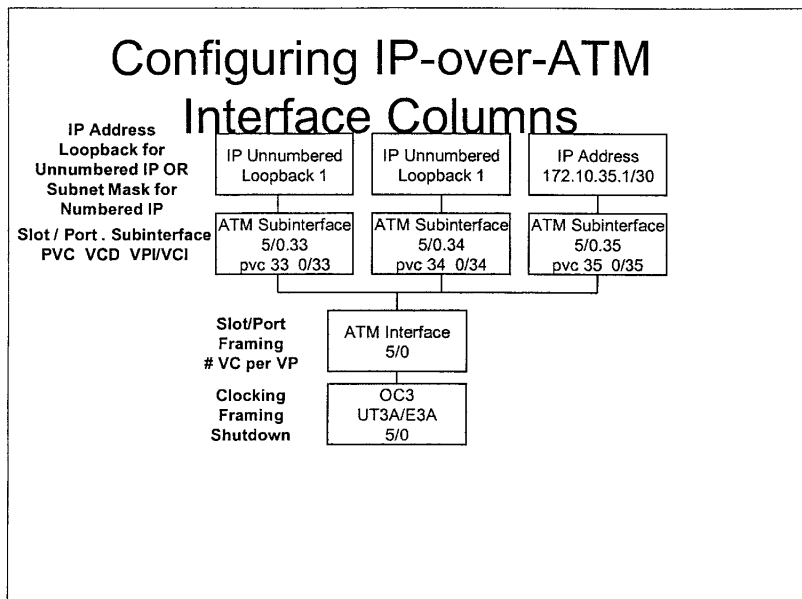 Configuring IP-over-ATM
Interface Columns
IP Address
Loopback for
Unnumbered IP OR
Subnet Mask for
Numbered IP
IP Unnumbered
Loopback 1
IP Unnumbered
Loopback 1
IP Address
172.10.35.1/30
Slot / Port . Subinterface
PVC VCD VPI/VCI
ATM Subinterface
5/0.33
pvc 33 0/33
ATM Subinterface
5/0.34
pvc 34 0/34
ATM Subinterface
5/0.35
pvc 35 0/35
Slot/Port
Framing
# VC per VP
ATM Interface
5/0
Clocking
Framing
Shutdown
OC3
UT3A/E3A
5/0